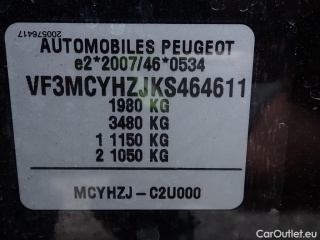 200576417
AUTOMOBILES PEUGEOT
e2*2007/46*0534
VF3MCYHZJKS464611
1980 KG
3480 KG
1 1150 KG
2 1050 KG
MCYHZJ - C2U000
CarOutlet.eu